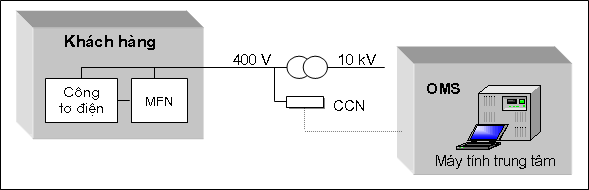 Khách hàng
400 V
10 kV
Công
tơ điện
MFN
CCN
OMS
Máy tính trung tâm